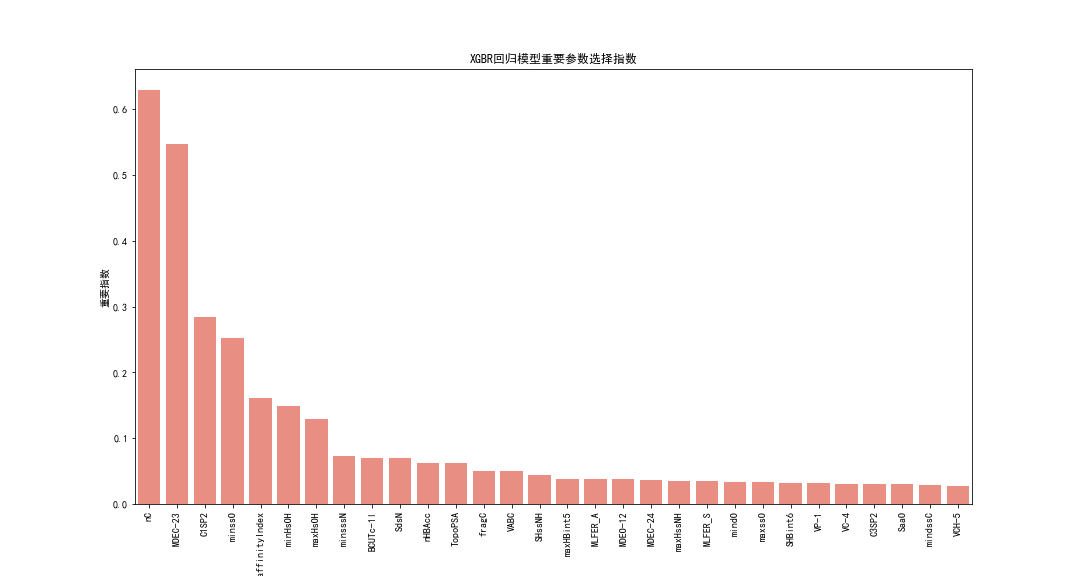 XGBR回归模型重要参数选择指数
重要指数
0.6
0.5
0.4
0.3
0.2
0.1
0.0
nC
MDEC-23
C1SP2
minssO
affinityIndex
minHsOH
maxHsOH
minsssN
BCUTc-1l
SdsN
nHBAcc
TopoPSA
fragC
VABC
SHssNH
maxHBint5
MLFER_A
MDEO-12
MDEC-24
maxHssNH
MLFER_S
mindO
maxssO
SHBint6
VP-1
VC-4
C3SP2
SaaO
mindssC
VCH-5